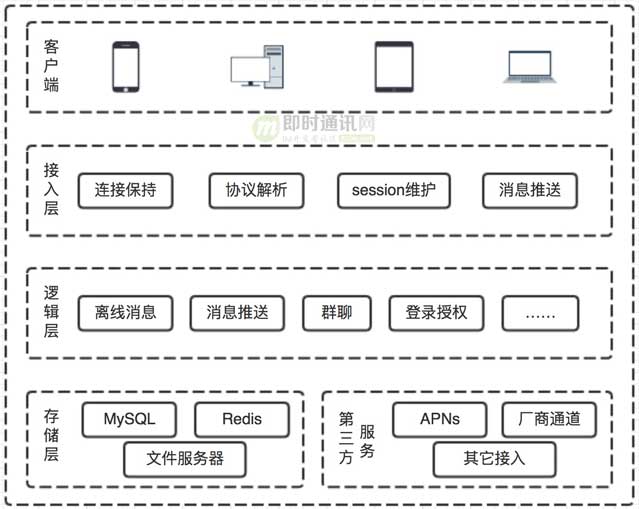 客户端
即时通讯网
接入层
连接保持
协议解析
session维护
消息推送
逻辑层
离线消息
消息推送
群聊
登录授权
……
存储层
MySQL
Redis
文件服务器
第三方服务
APNs
厂商通道
其它接入